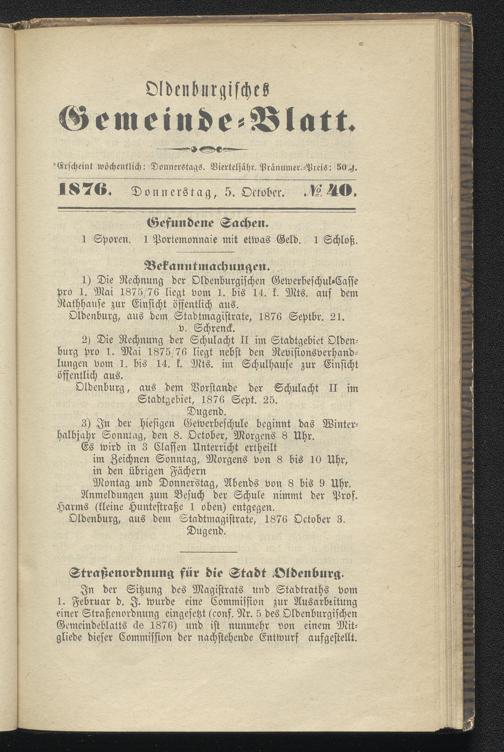 Oldenburgisches
Gemeinde-Blatt.
Erscheint wöchentlich: Donnerstags. Vierteljähr. Pränumer.-Preis: 50 ₰.
1876. Donnerstag, 5. October. № 40.
Gefundene Sachen.
1 Sporen. 1 Portemonnaie mit etwas Geld. 1 Schloß.
Bekanntmachungen.
1) Die Rechnung der Oldenburgischen Gewerbeschul-Casse
pro 1. Mai 1875/76 liegt vom 1. bis 14. k. Mts. auf dem
Rathhause zur Einsicht öffentlich aus.
Oldenburg, aus dem Stadtmagistrate, 1876 Septbr. 21.
v. Schrenck.
2) Die Rechnung der Schulacht II im Stadtgebiet Olden-
burg pro 1. Mai 1875/76 liegt nebst den Revisionsverhand-
lungen vom 1. bis 14. k. Mts. im Schulhause zur Einsicht
öffentlich aus.
Oldenburg, aus dem Vorstande der Schulacht II im
Stadtgebiet, 1876 Sept. 25.
Dugend.
3) In der hiesigen Gewerbeschule beginnt das Winter-
halbjahr Sonntag, den 8. October, Morgens 8 Uhr.
Es wird in 3 Classen Unterricht ertheilt
im Zeichnen Sonntag, Morgens von 8 bis 10 Uhr,
in den übrigen Fächern
Montag und Donnerstag, Abends von 8 bis 9 Uhr.
Anmeldungen zum Besuch der Schule nimmt der Prof.
Harms (kleine Huntestraße 1 oben) entgegen.
Oldenburg, aus dem Stadtmagistrate, 1876 October 3.
Dugend.
Straßenordnung für die Stadt Oldenburg.
In der Sitzung des Magistrats und Stadtraths vom
1. Februar d. J. wurde eine Commission zur Ausarbeitung
einer Straßenordnung eingesetzt (conf. Nr. 5 des Oldenburgischen
Gemeindeblatts de 1876) und ist nunmehr von einem Mit-
gliede dieser Commission der nachstehende Entwurf aufgestellt.